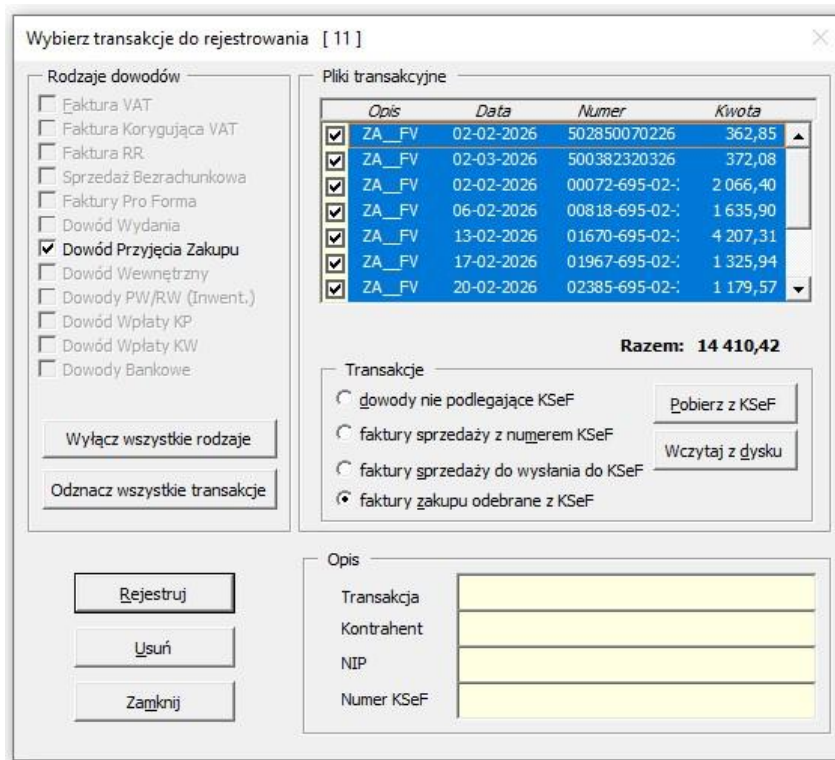 Wybierz transakcje do rejestrowania [ 11 ]
Rodzaje dowodów
Faktura VAT
Faktura Korygująca VAT
Faktura RR
Sprzedaż Bezrachunkowa
Faktury Pro Forma
Dowód Wydania
Dowód Przyjęcia Zakupu
Dowód Wewnętrzny
Dowody PW/RW (Inwent.)
Dowód Wpłaty KP
Dowód Wpłaty KW
Dowody Bankowe
Wyłącz wszystkie rodzaje
Odznacz wszystkie transakcje
Pliki transakcyjne
Opis Data Numer Kwota
ZA__FV 02-02-2026 502850070226 362,85
ZA__FV 02-03-2026 500382320326 372,08
ZA__FV 02-02-2026 00072-695-02-2 2 066,40
ZA__FV 06-02-2026 00818-695-02-2 1 635,90
ZA__FV 13-02-2026 01670-695-02-2 4 207,31
ZA__FV 17-02-2026 01967-695-02-2 1 325,94
ZA__FV 20-02-2026 02385-695-02-2 1 179,57
Razem: 14 410,42
Transakcje
dowody nie podlegające KSeF
faktury sprzedaży z numerem KSeF
faktury sprzedaży do wysłania do KSeF
faktury zakupu odebrane z KSeF
Pobierz z KSeF
Wczytaj z dysku
Rejestruj
Usuń
Zamknij
Opis
Transakcja
Kontrahent
NIP
Numer KSeF